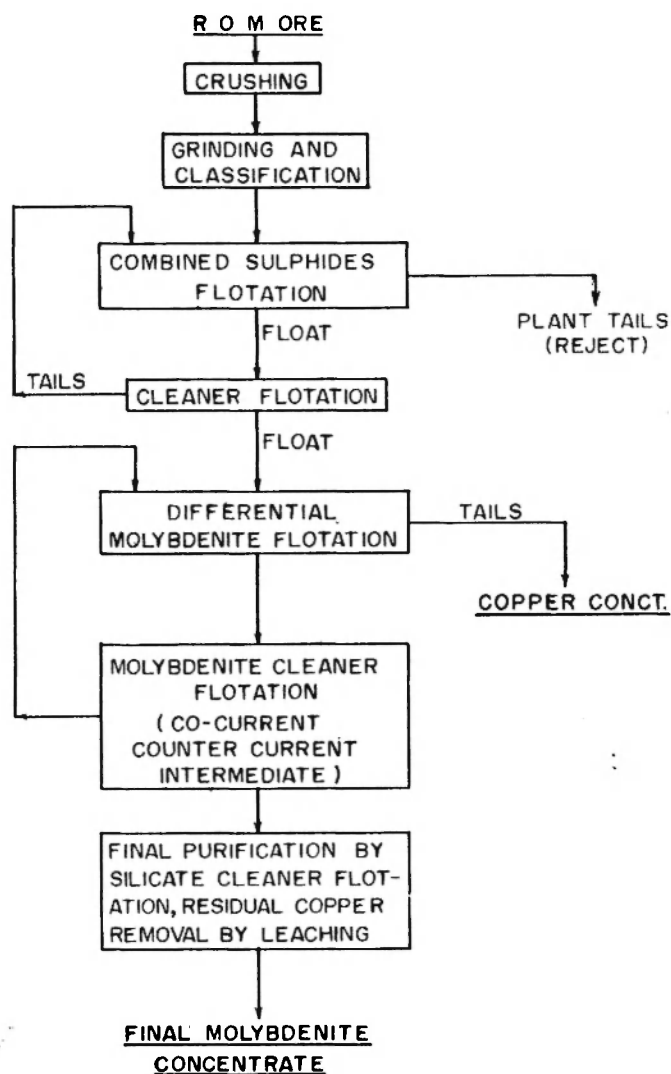 R O M ORE
CRUSHING
GRINDING AND
CLASSIFICATION
COMBINED SULPHIDES
FLOTATION
PLANT TAILS
(REJECT)
FLOAT
TAILS
CLEANER FLOTATION
FLOAT
DIFFERENTIAL
MOLYBDENITE FLOTATION
TAILS
COPPER CONCT.
MOLYBDENITE CLEANER
FLOTATION
(CO-CURRENT
COUNTER CURRENT
INTERMEDIATE)
FINAL PURIFICATION BY
SILICATE CLEANER FLOT-
ATION, RESIDUAL COPPER
REMOVAL BY LEACHING
FINAL MOLYBDENITE
CONCENTRATE